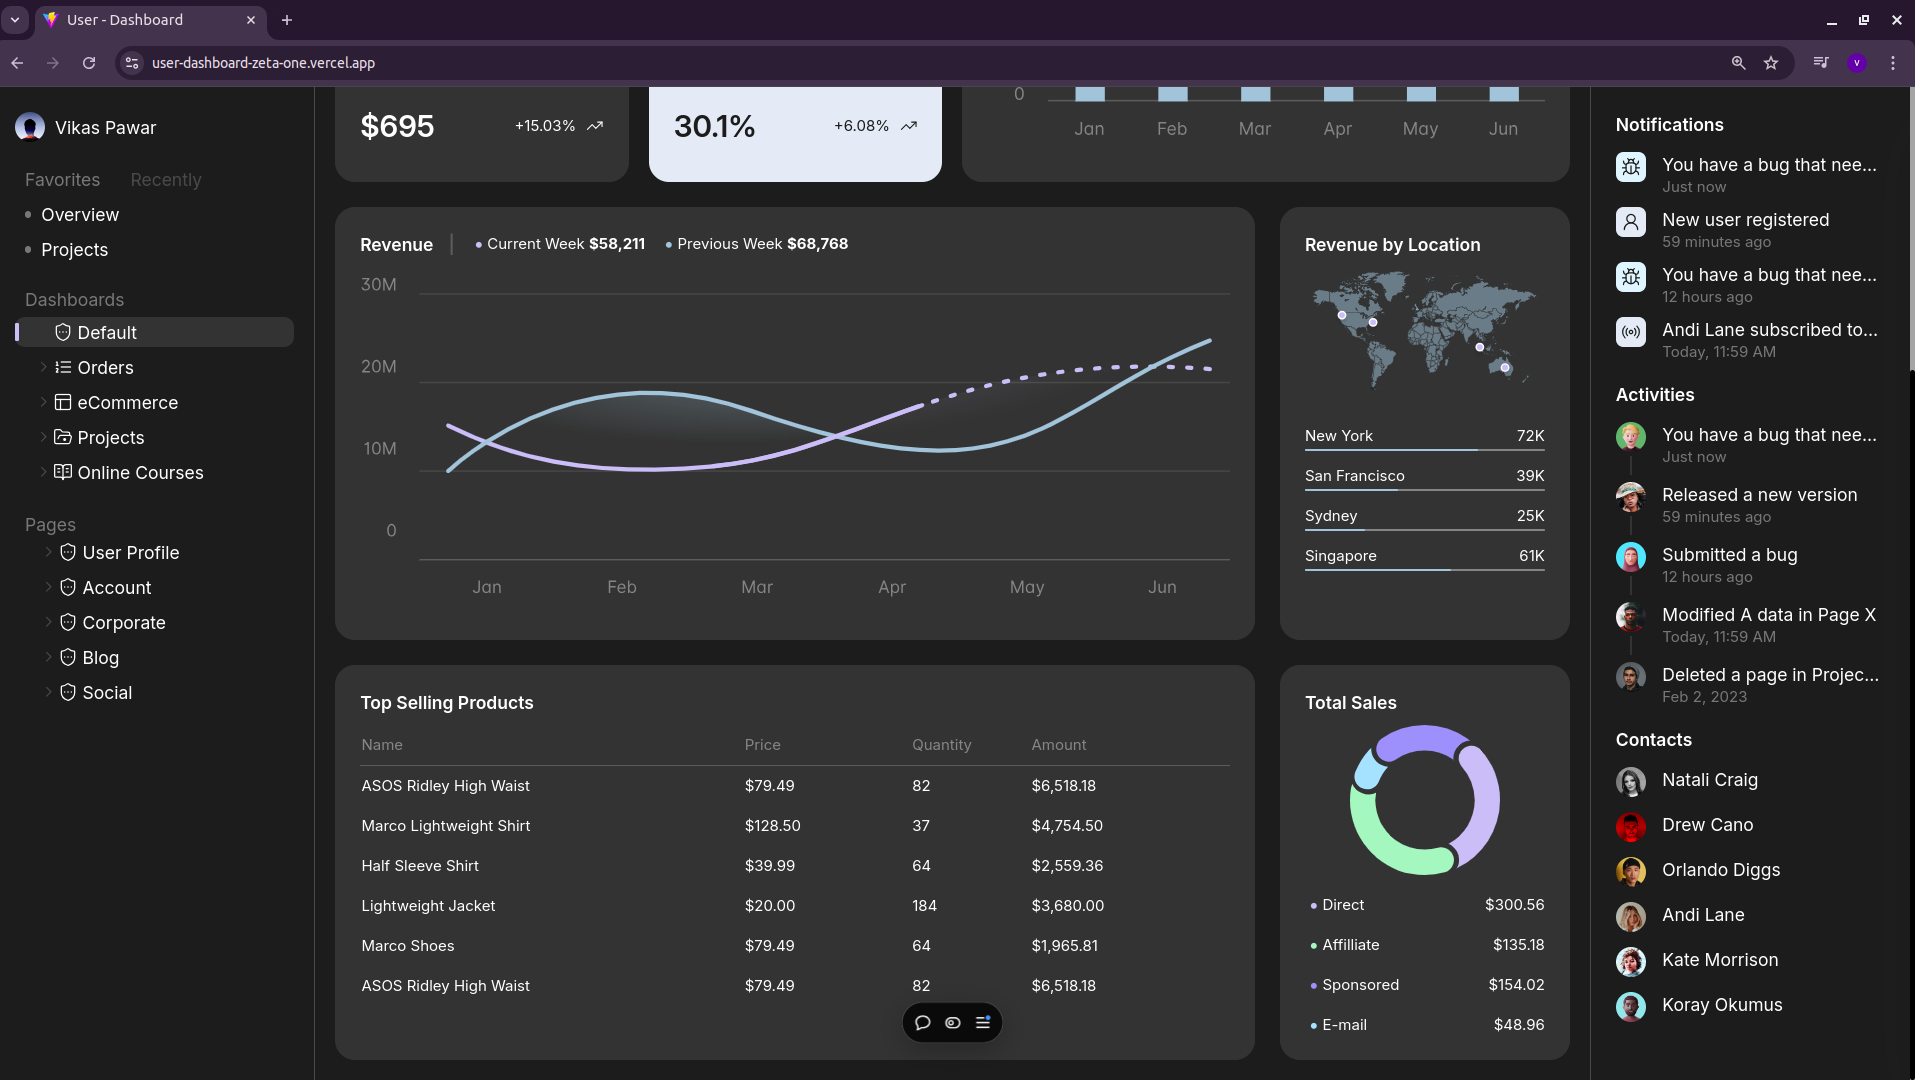 User - Dashboard
user-dashboard-zeta-one.vercel.app
V
Vikas Pawar
Favorites Recently
Overview
Projects
Dashboards
Default
Orders
eCommerce
Projects
Online Courses
Pages
User Profile
Account
Corporate
Blog
Social
$695 +15.03%
30.1% +6.08%
0
Jan Feb Mar Apr May Jun
Revenue Current Week $58,211 Previous Week $68,768
30M
20M
10M
0
Jan Feb Mar Apr May Jun
Revenue by Location
New York 72K
San Francisco 39K
Sydney 25K
Singapore 61K
Top Selling Products
Name Price Quantity Amount
ASOS Ridley High Waist $79.49 82 $6,518.18
Marco Lightweight Shirt $128.50 37 $4,754.50
Half Sleeve Shirt $39.99 64 $2,559.36
Lightweight Jacket $20.00 184 $3,680.00
Marco Shoes $79.49 64 $1,965.81
ASOS Ridley High Waist $79.49 82 $6,518.18
Total Sales
Direct $300.56
Affilliate $135.18
Sponsored $154.02
E-mail $48.96
Notifications
You have a bug that nee...
Just now
New user registered
59 minutes ago
You have a bug that nee...
12 hours ago
Andi Lane subscribed to...
Today, 11:59 AM
Activities
You have a bug that nee...
Just now
Released a new version
59 minutes ago
Submitted a bug
12 hours ago
Modified A data in Page X
Today, 11:59 AM
Deleted a page in Projec...
Feb 2, 2023
Contacts
Natali Craig
Drew Cano
Orlando Diggs
Andi Lane
Kate Morrison
Koray Okumus